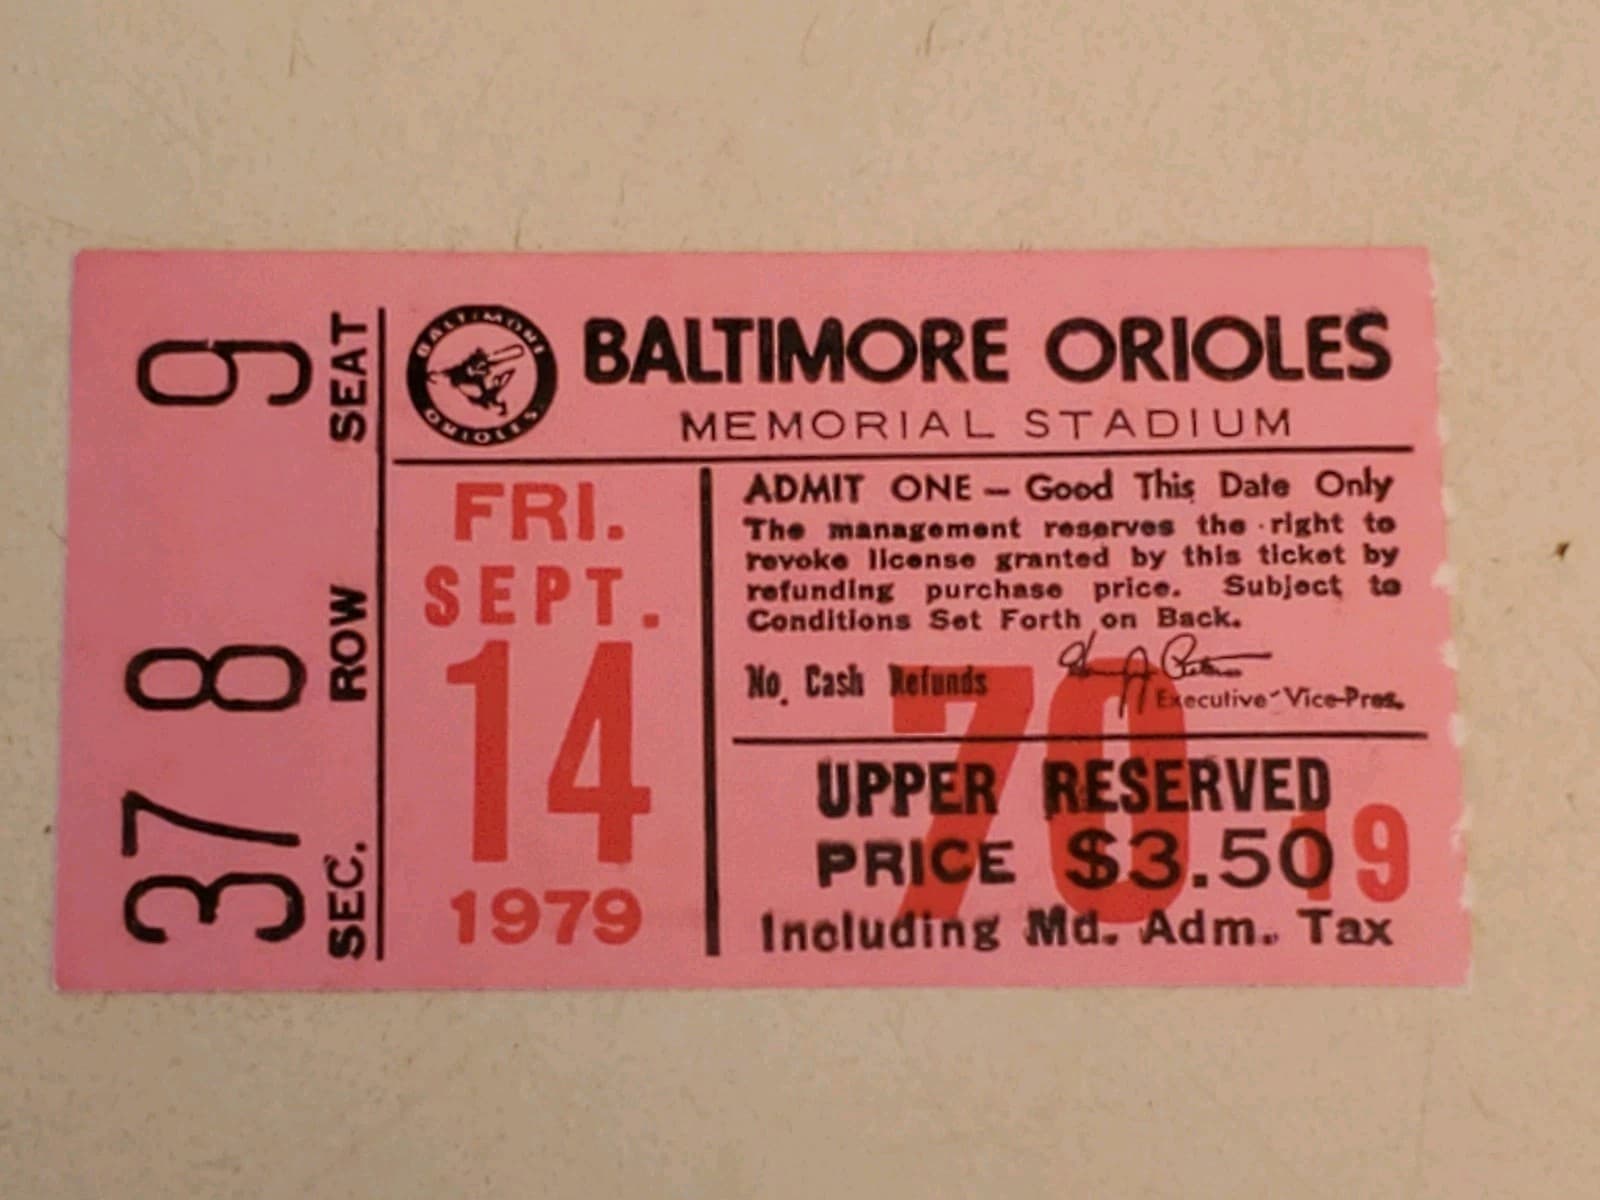 9
SEAT
8
ROW
37
SEC.
BALTIMORE
ORIOLES
BALTIMORE ORIOLES
MEMORIAL STADIUM
FRI.
SEPT.
14
1979
ADMIT ONE — Good This Date Only
The management reserves the right to
revoke license granted by this ticket by
refunding purchase price. Subject to
Conditions Set Forth on Back.
No. Cash Refunds
Executive Vice-Pres.
70
UPPER RESERVED
PRICE $3.50
19
Including Md. Adm. Tax